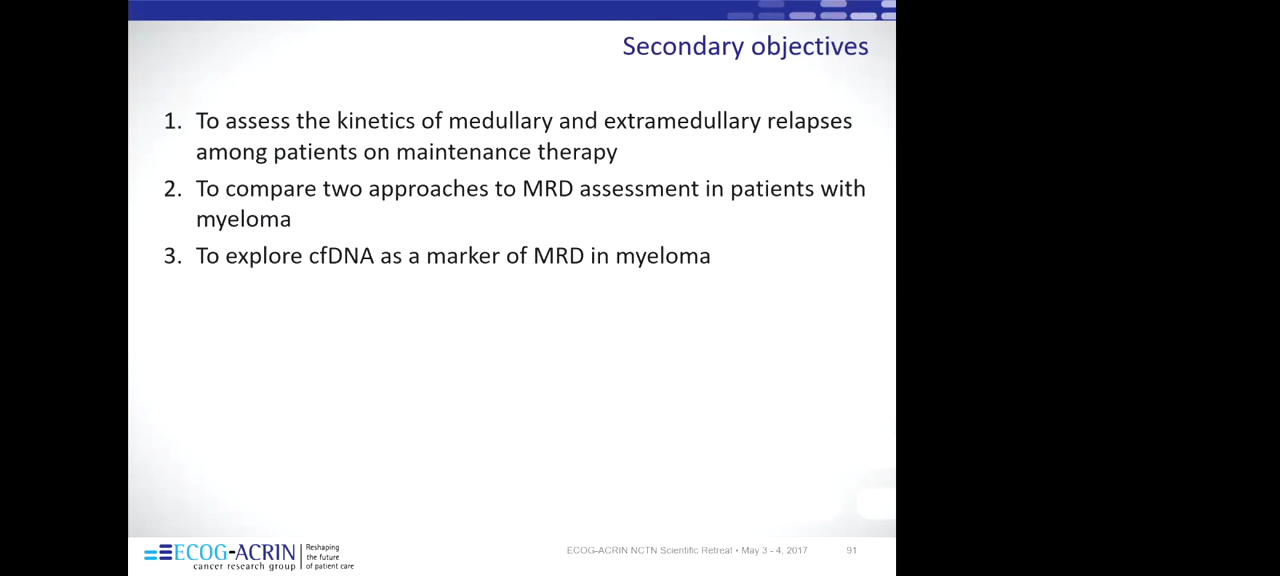 Secondary objectives
1. To assess the kinetics of medullary and extramedullary relapses
among patients on maintenance therapy
2. To compare two approaches to MRD assessment in patients with
myeloma
3. To explore cfDNA as a marker of MRD in myeloma
ECOG-ACRIN
cancer research group
Reshaping
the future
of patient care
ECOG-ACRIN NCTN Scientific Retreat • May 3 - 4, 2017
91